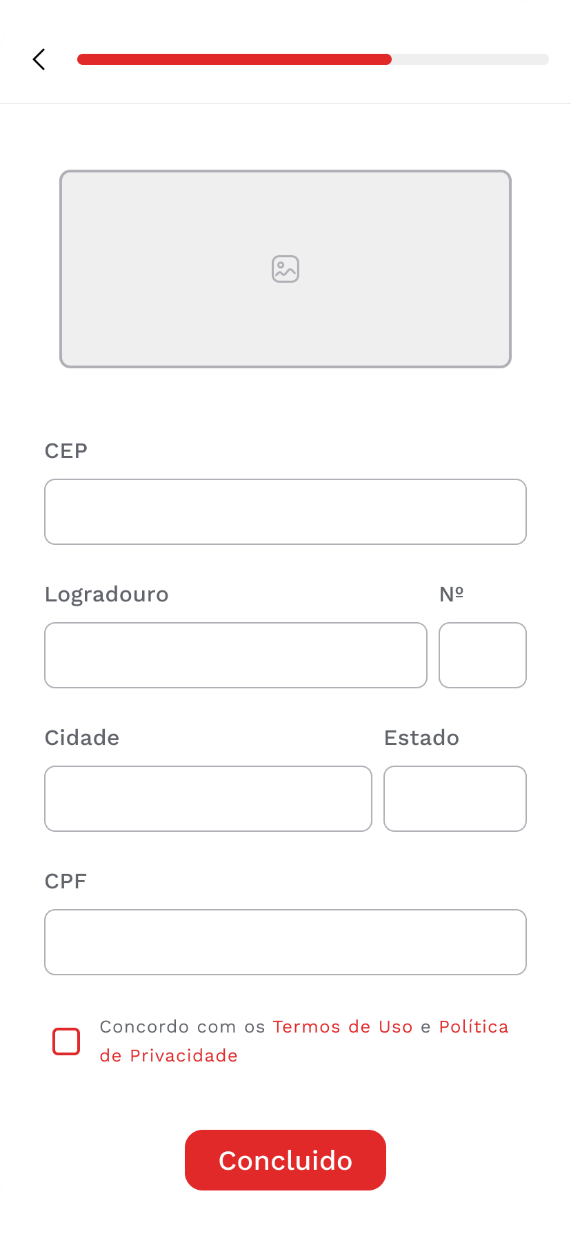 CEP
Logradouro Nº
Cidade Estado
CPF
Concordo com os Termos de Uso e Política
de Privacidade
Concluido